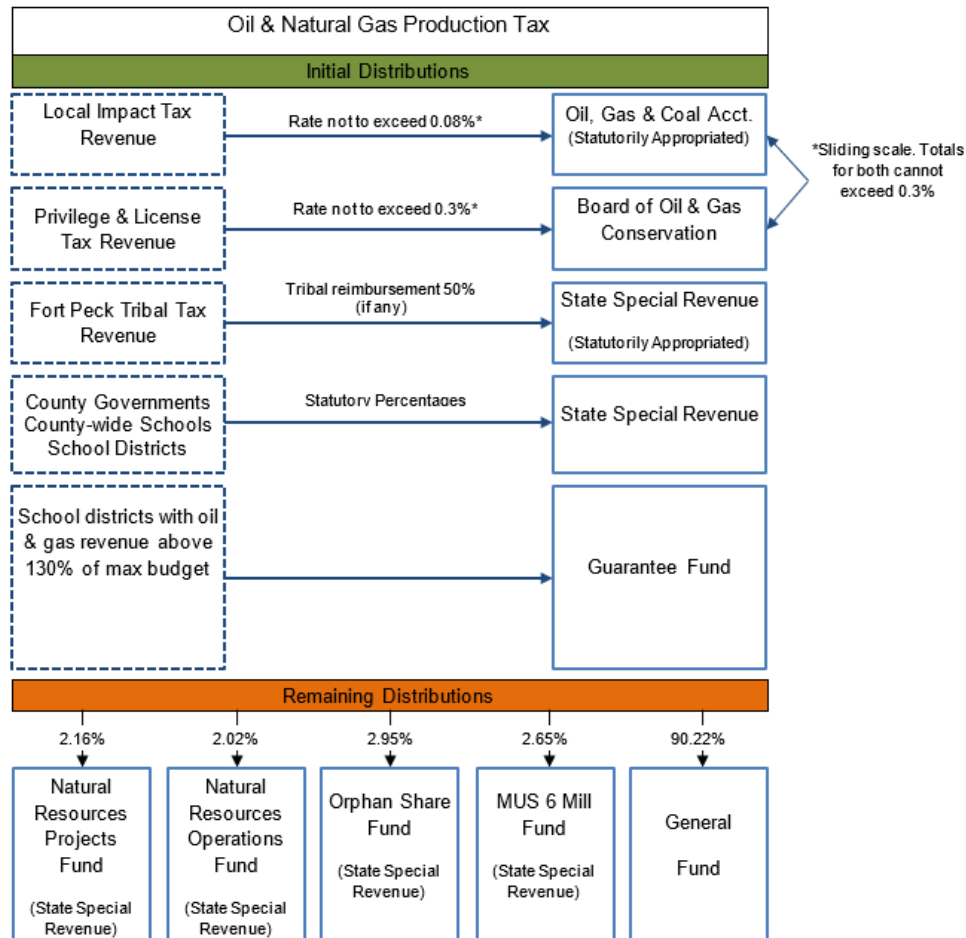 Oil & Natural Gas Production Tax
Initial Distributions
Local Impact Tax
Revenue
Rate not to exceed 0.08%*
Oil, Gas & Coal Acct.
(Statutorily Appropriated)
*Sliding scale. Totals
for both cannot
exceed 0.3%
Privilege & License
Tax Revenue
Rate not to exceed 0.3%*
Board of Oil & Gas
Conservation
Fort Peck Tribal Tax
Revenue
Tribal reimbursement 50%
(if any)
State Special Revenue
(Statutorily Appropriated)
County Governments
County-wide Schools
School Districts
Statutory Percentages
State Special Revenue
School districts with oil
& gas revenue above
130% of max budget
Guarantee Fund
Remaining Distributions
2.16%
2.02%
2.95%
2.65%
90.22%
Natural
Resources
Projects
Fund
(State Special
Revenue)
Natural
Resources
Operations
Fund
(State Special
Revenue)
Orphan Share
Fund
(State Special
Revenue)
MUS 6 Mill
Fund
(State Special
Revenue)
General
Fund